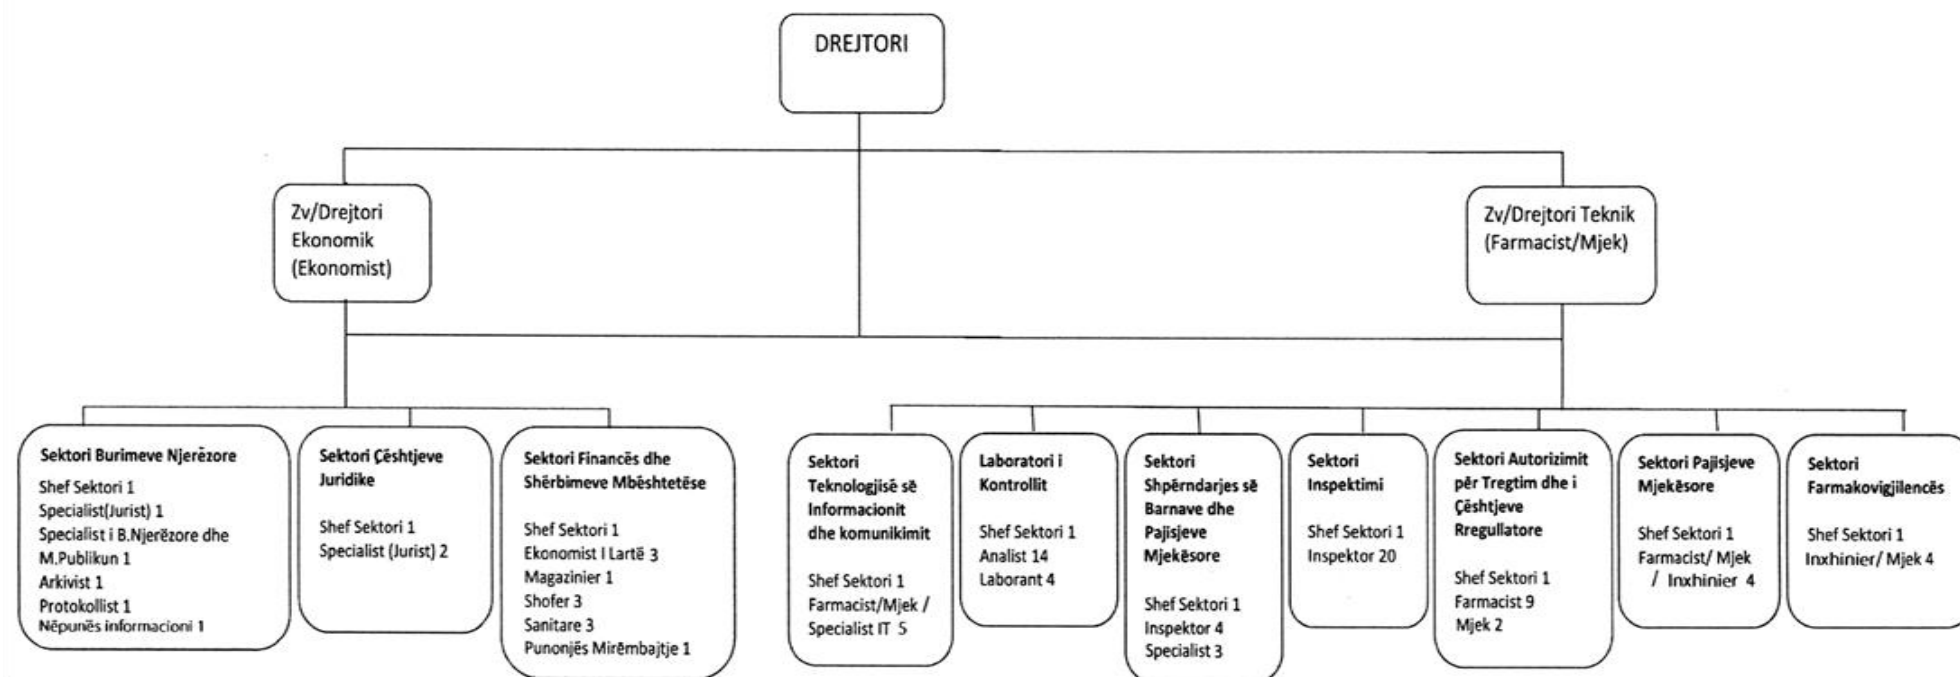 DREJTORI
Zv/Drejtori
Ekonomik
(Ekonomist)
Zv/Drejtori Teknik
(Farmacist/Mjek)
Sektori Burimeve Njerëzore
Shef Sektori 1
Specialist(Jurist) 1
Specialist i B.Njerëzore dhe
M.Publikun 1
Arkivist 1
Protokollist 1
Nëpunës informacioni 1
Sektori Çështjeve
Juridike
Shef Sektori 1
Specialist (Jurist) 2
Sektori Financës dhe
Shërbimeve Mbështetëse
Shef Sektori 1
Ekonomist I Lartë 3
Magazinier 1
Shofer 3
Sanitare 3
Punonjës Mirëmbajtje 1
Sektori
Teknologjisë së
Informacionit
dhe komunikimit
Shef Sektori 1
Farmacist/Mjek /
Specialist IT 5
Laboratori i
Kontrollit
Shef Sektori 1
Analist 14
Laborant 4
Sektori
Shpërndarjes së
Barnave dhe
Pajisjeve
Mjekësore
Shef Sektori 1
Inspektor 4
Specialist 3
Sektori
Inspektimi
Shef Sektori 1
Inspektor 20
Sektori Autorizimit
për Tregtim dhe i
Çështjeve
Rregullatore
Shef Sektori 1
Farmacist 9
Mjek 2
Sektori Pajisjeve
Mjekësore
Shef Sektori 1
Farmacist/ Mjek
/ Inxhinier 4
Sektori
Farmakovigjilencës
Shef Sektori 1
Inxhinier/ Mjek 4